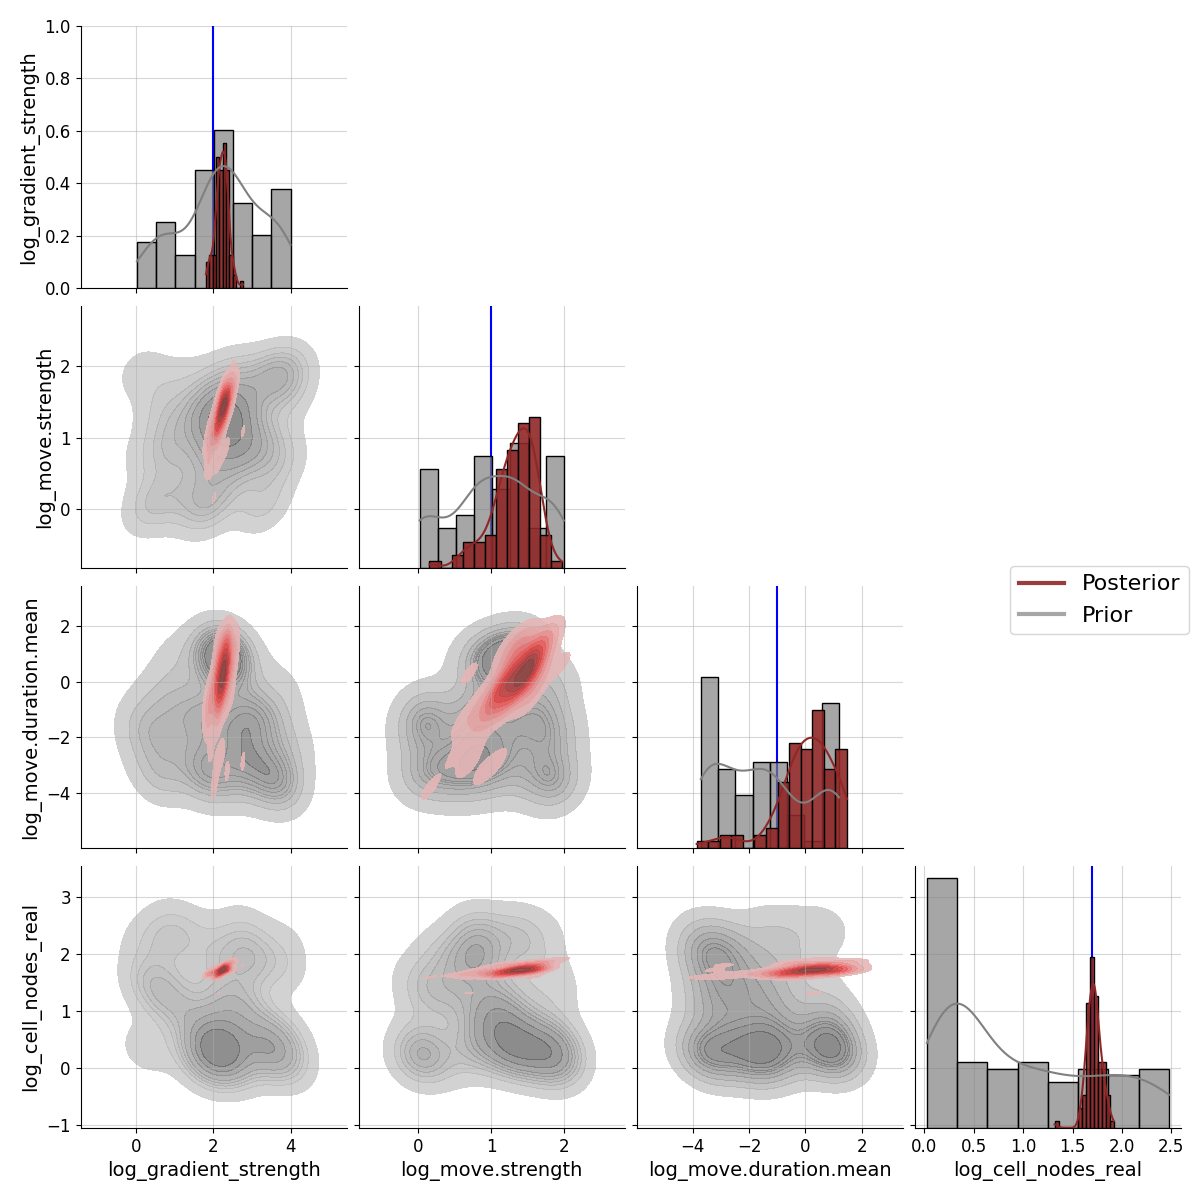 1.0
0.8
0.6
0.4
0.2
0.0
log_gradient_strength
2
1
0
log_move.strength
2
0
−2
−4
log_move.duration.mean
Posterior
Prior
3
2
1
0
−1
log_cell_nodes_real
0 2 4
0 1 2
−4 −2 0 2
0.0 0.5 1.0 1.5 2.0 2.5
log_gradient_strength
log_move.strength
log_move.duration.mean
log_cell_nodes_real